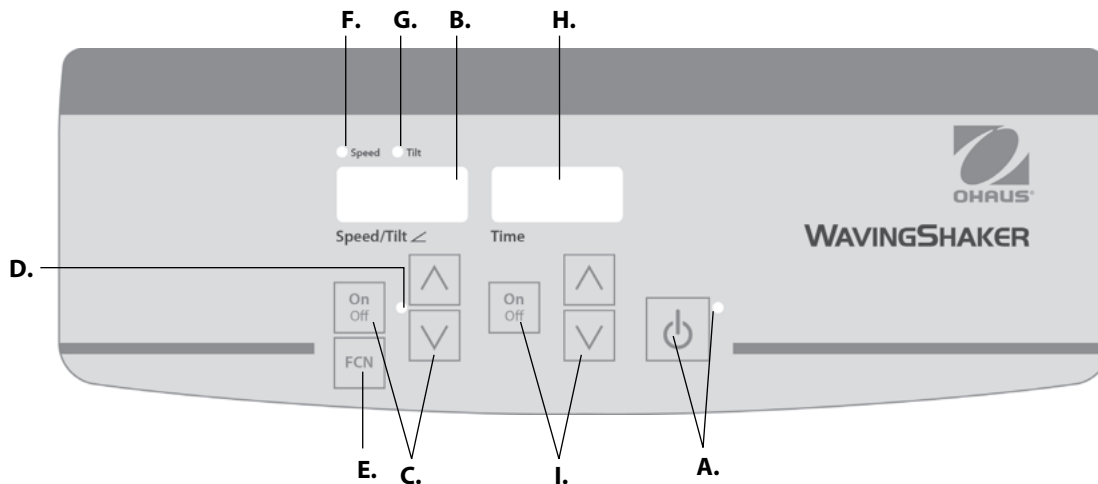 F. G. B. H.
Speed Tilt
OHAUS®
Speed/Tilt Time
WAVINGSHAKER
D.
On On
Off Off
FCN
E. C. I. A.